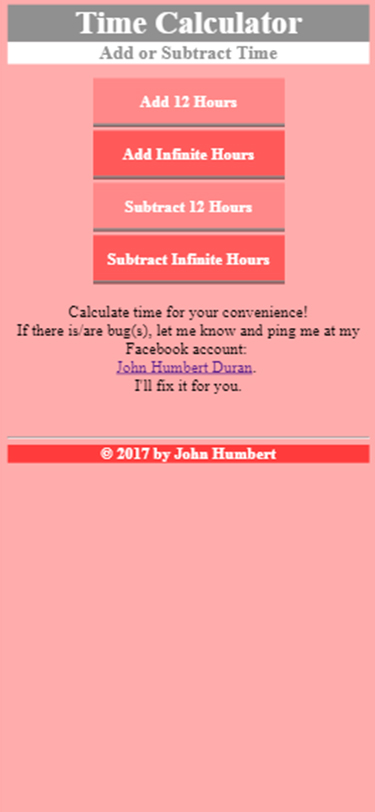 Time Calculator
Add or Subtract Time
Add 12 Hours
Add Infinite Hours
Subtract 12 Hours
Subtract Infinite Hours
Calculate time for your convenience!
If there is/are bug(s), let me know and ping me at my
Facebook account:
John Humbert Duran.
I'll fix it for you.
© 2017 by John Humbert